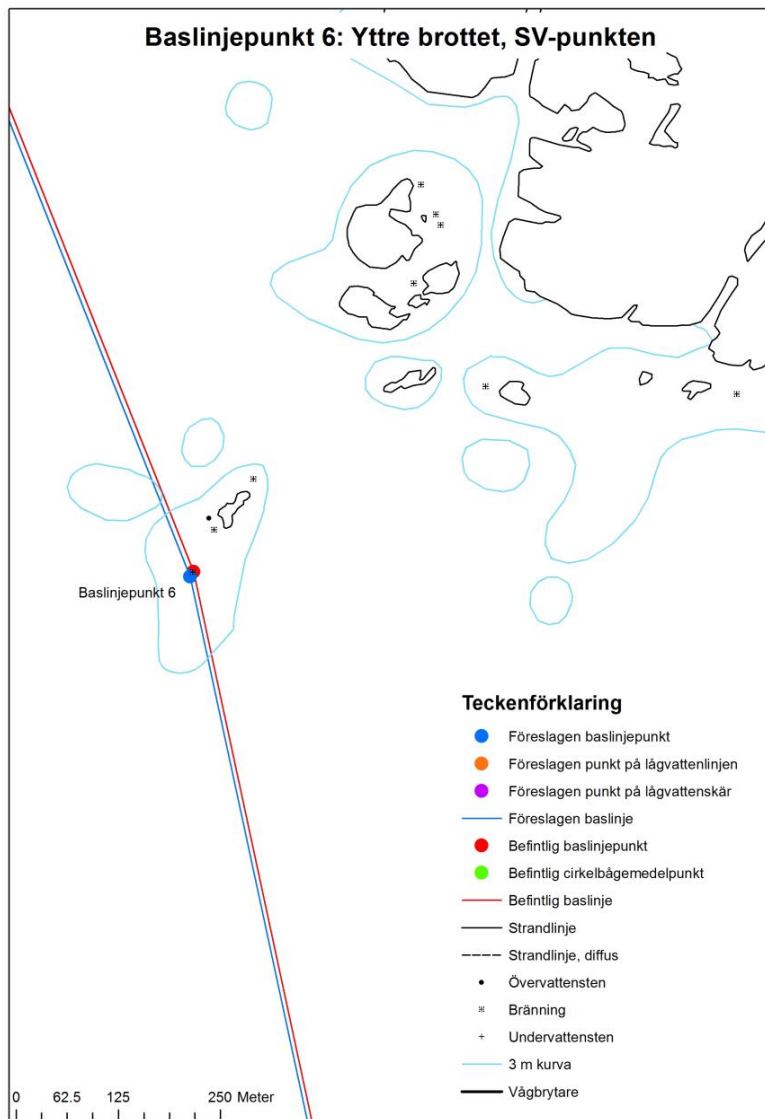 Baslinjepunkt 6: Yttre brottet, SV-punkten
Baslinjepunkt 6
Teckenförklaring
Föreslagen baslinjepunkt
Föreslagen punkt på lågvattenlinjen
Föreslagen punkt på lågvattenskär
Föreslagen baslinje
Befintlig baslinjepunkt
Befintlig cirkelbågemedelpunkt
Befintlig baslinje
Strandlinje
Strandlinje, diffus
Övervattensten
Bränning
Undervattensten
3 m kurva
Vågbrytare
0 62.5 125 250 Meter